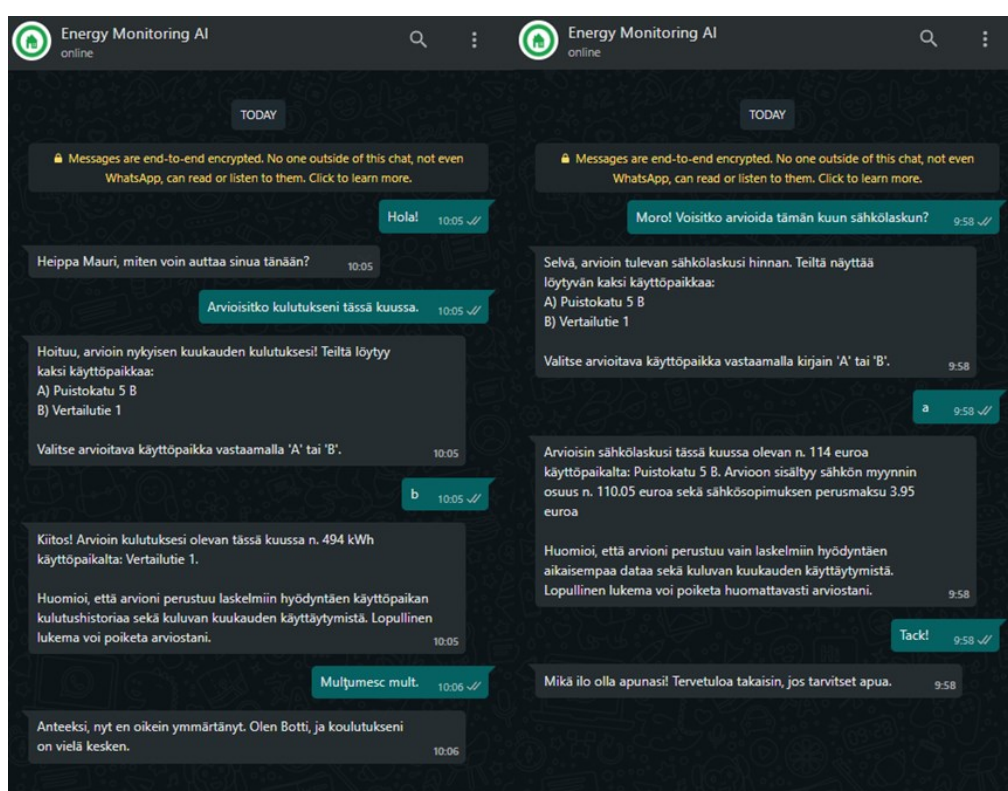 Energy Monitoring AI
online
TODAY
Messages are end-to-end encrypted. No one outside of this chat, not even
WhatsApp, can read or listen to them. Click to learn more.
Hola!
10:05
Heippa Mauri, miten voin auttaa sinua tänään?
10:05
Arvioisitko kulutukseni tässä kuussa.
10:05
Hoituu, arvioin nykyisen kuukauden kulutuksesi! Teiltä löytyy
kaksi käyttöpaikkaa:
A) Puistokatu 5 B
B) Vertailutie 1
Valitse arvioitava käyttöpaikka vastaamalla 'A' tai 'B'.
10:05
b
10:05
Kiitos! Arvioin kulutuksesi olevan tässä kuussa n. 494 kWh
käyttöpaikalta: Vertailutie 1.
Huomioi, että arvioni perustuu laskelmiin hyödyntäen käyttöpaikan
kulutushistoriaa sekä kuluvan kuukauden käyttäytymistä. Lopullinen
lukema voi poiketa arviostani.
10:05
Mulţumesc mult.
10:06
Anteeksi, nyt en oikein ymmärtänyt. Olen Botti, ja koulutukseni
on vielä kesken.
10:06
Energy Monitoring AI
online
TODAY
Messages are end-to-end encrypted. No one outside of this chat, not even
WhatsApp, can read or listen to them. Click to learn more.
Moro! Voisitko arvioida tämän kuun sähkölaskun?
9:58
Selvä, arvioin tulevan sähkölaskusi hinnan. Teiltä näyttää
löytyvän kaksi käyttöpaikkaa:
A) Puistokatu 5 B
B) Vertailutie 1
Valitse arvioitava käyttöpaikka vastaamalla kirjain 'A' tai 'B'.
9:58
a
9:58
Arvioisin sähkölaskusi tässä kuussa olevan n. 114 euroa
käyttöpaikalta: Puistokatu 5 B. Arvioon sisältyy sähkön myynnin
osuus n. 110.05 euroa sekä sähkösopimuksen perusmaksu 3.95
euroa
Huomioi, että arvioni perustuu vain laskelmiin hyödyntäen
aikaisempaa dataa sekä kuluvan kuukauden käyttäytymistä.
Lopullinen lukema voi poiketa huomattavasti arviostani.
9:58
Tack!
9:58
Mikä ilo olla apunasi! Tervetuloa takaisin, jos tarvitset apua.
9:58